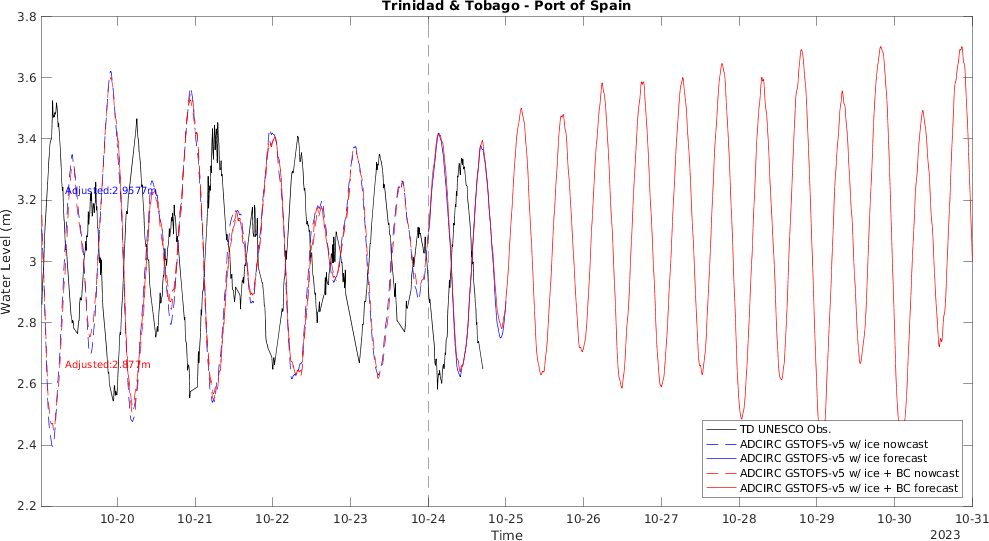 Trinidad & Tobago - Port of Spain
3.8
3.6
3.4
3.2
3
2.8
2.6
2.4
2.2
Water Level (m)
Adjusted:2.9577m
Adjusted:2.877m
TD UNESCO Obs.
ADCIRC GSTOFS-v5 w/ ice nowcast
ADCIRC GSTOFS-v5 w/ ice forecast
ADCIRC GSTOFS-v5 w/ ice + BC nowcast
ADCIRC GSTOFS-v5 w/ ice + BC forecast
10-20 10-21 10-22 10-23 10-24 10-25 10-26 10-27 10-28 10-29 10-30 10-31
Time
2023